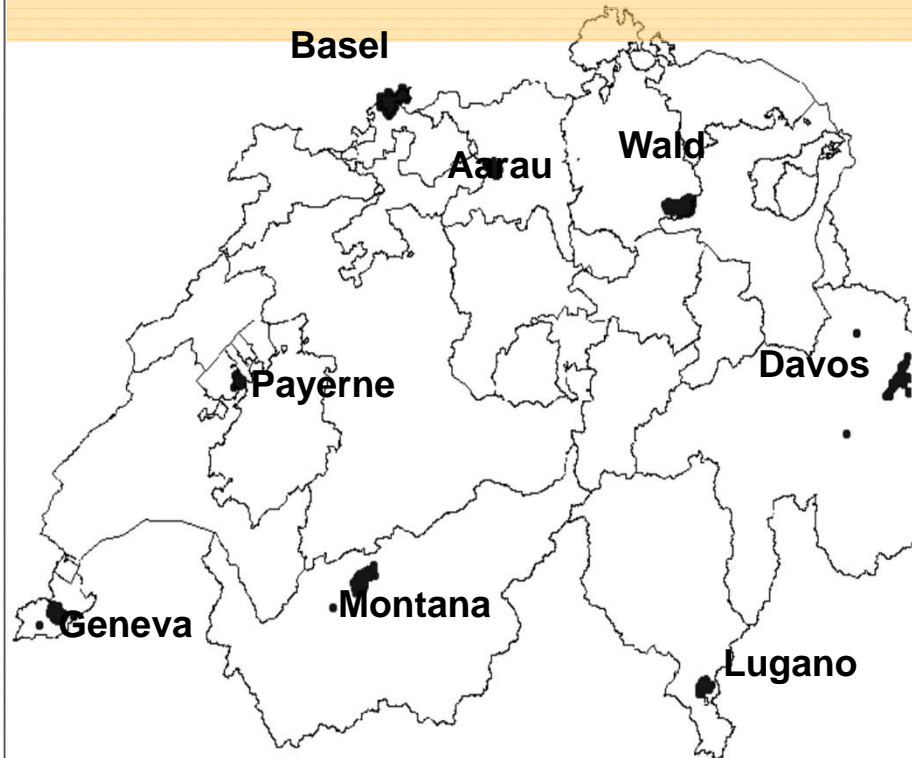 Basel
Wald
Aarau
Davos
Payerne
Montana
Geneva
Lugano